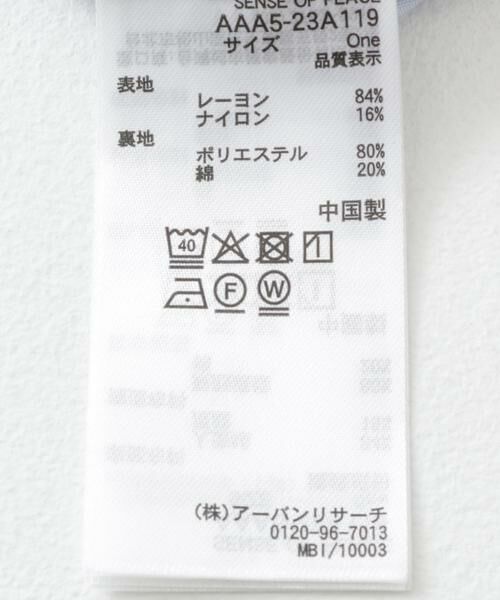 SENSE OF PLACE
AAA5-23A119
サイズ One
品質表示
表地
レーヨン 84%
ナイロン 16%
裏地
ポリエステル 80%
綿 20%
中国製
40
F W
(株)アーバンリサーチ
0120-96-7013
MBI/10003